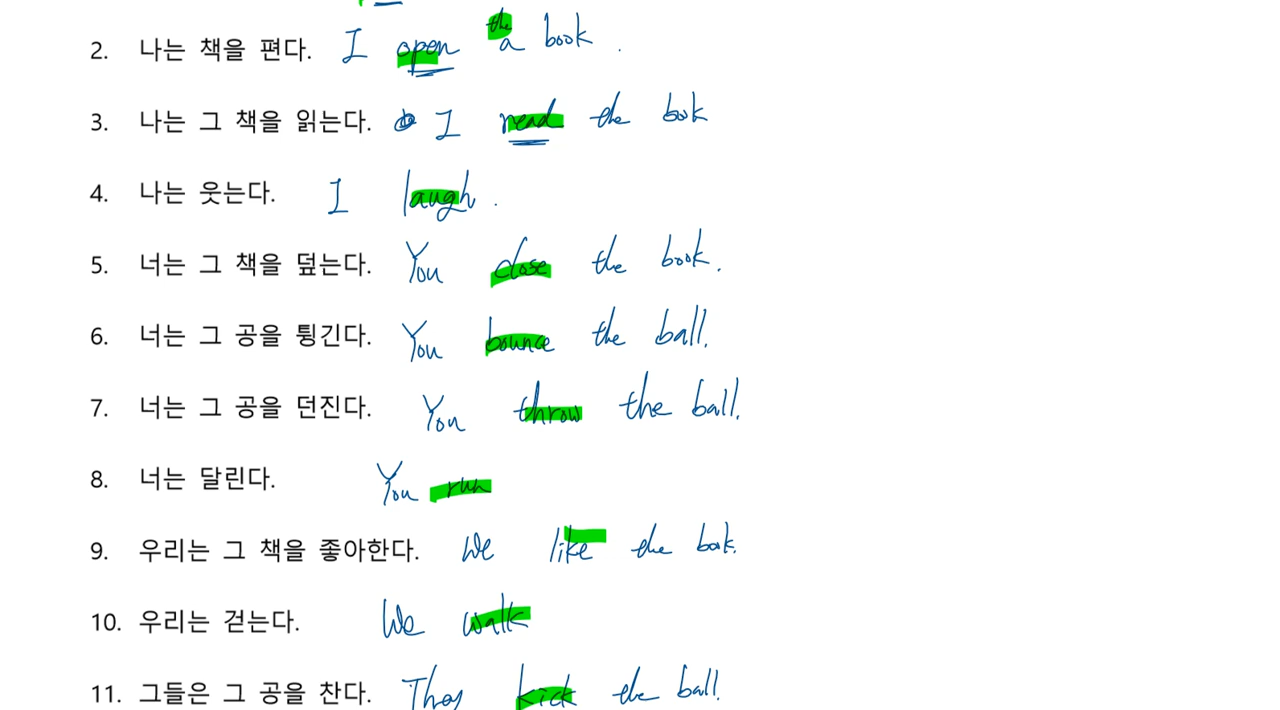 2. 나는 책을 편다. I open the a book.
3. 나는 그 책을 읽는다. I read the book
4. 나는 웃는다. I laugh.
5. 너는 그 책을 덮는다. You close the book.
6. 너는 그 공을 튕긴다. You bounce the ball.
7. 너는 그 공을 던진다. You throw the ball.
8. 너는 달린다. You run
9. 우리는 그 책을 좋아한다. We like the book.
10. 우리는 걷는다. We walk
11. 그들은 그 공을 찬다. They kick the ball.